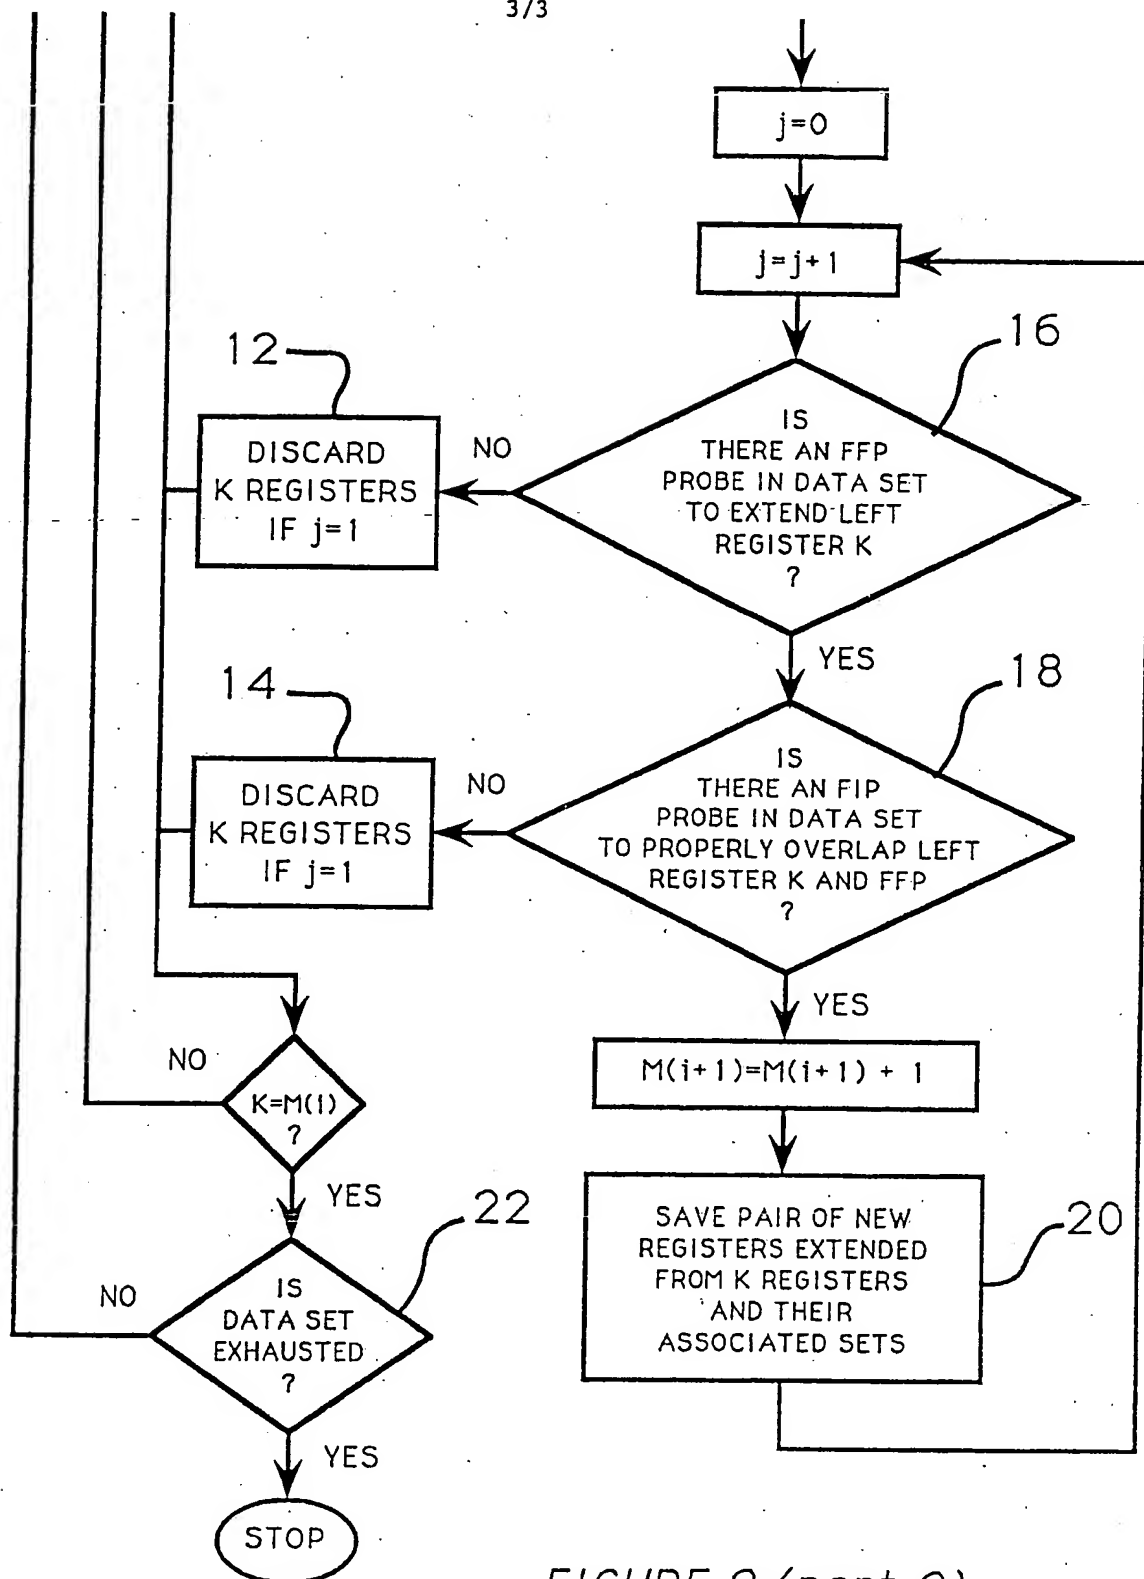 3/3
j=0
j=j+1
16
12
IS
THERE AN FFP
PROBE IN DATA SET
TO EXTEND LEFT
REGISTER K
?
NO
DISCARD
K REGISTERS
IF j=1
YES
18
14
IS
THERE AN FIP
PROBE IN DATA SET
TO PROPERLY OVERLAP LEFT
REGISTER K AND FFP
?
NO
DISCARD
K REGISTERS
IF j=1
YES
M(i+1)=M(i+1) + 1
NO
K=M(I)
?
YES
22
20
SAVE PAIR OF NEW
REGISTERS EXTENDED
FROM K REGISTERS
AND THEIR
ASSOCIATED SETS
NO
IS
DATA SET
EXHAUSTED
?
YES
STOP